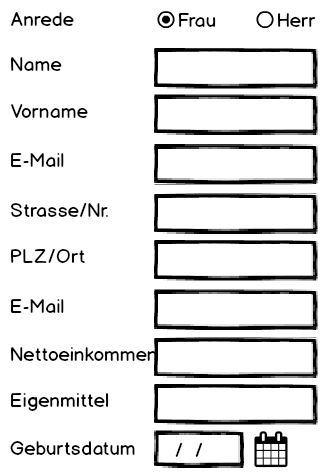 Anrede Frau Herr
Name
Vorname
E-Mail
Strasse/Nr.
PLZ/Ort
E-Mail
Nettoeinkommen
Eigenmittel
Geburtsdatum / /